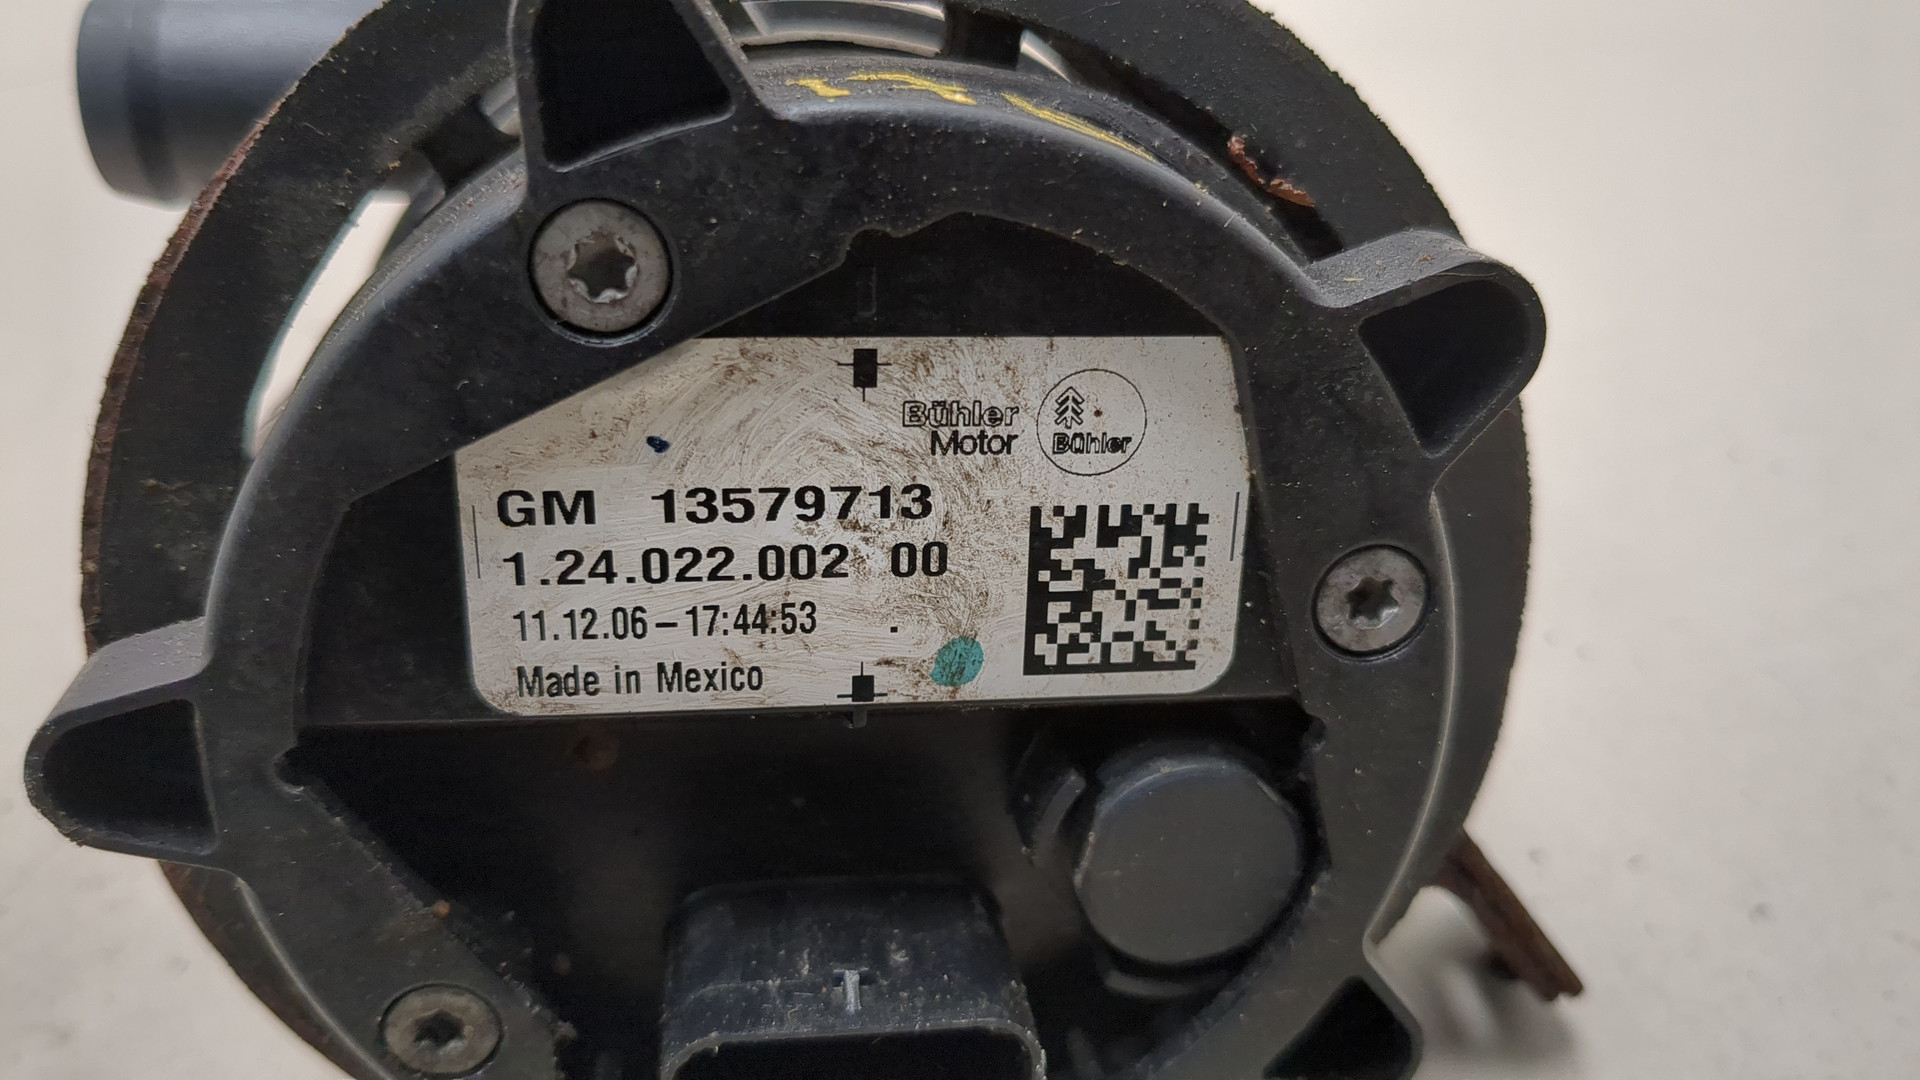 Bühler
Motor
Bühler
GM 13579713
1.24.022.002 00
11.12.06-17:44:53
Made in Mexico